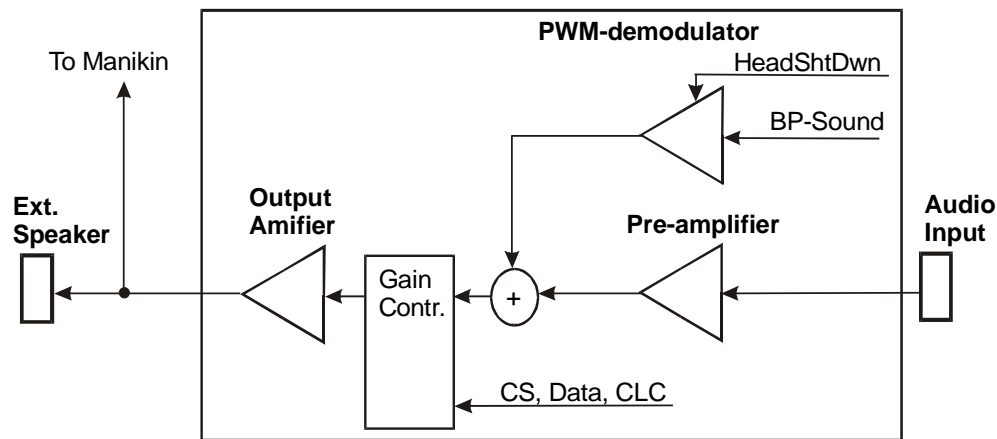 PWM-demodulator
To Manikin
HeadShtDwn
BP-Sound
Output
Amifier
Ext.
Speaker
Pre-amplifier
Audio
Input
Gain
Contr.
+
CS, Data, CLC